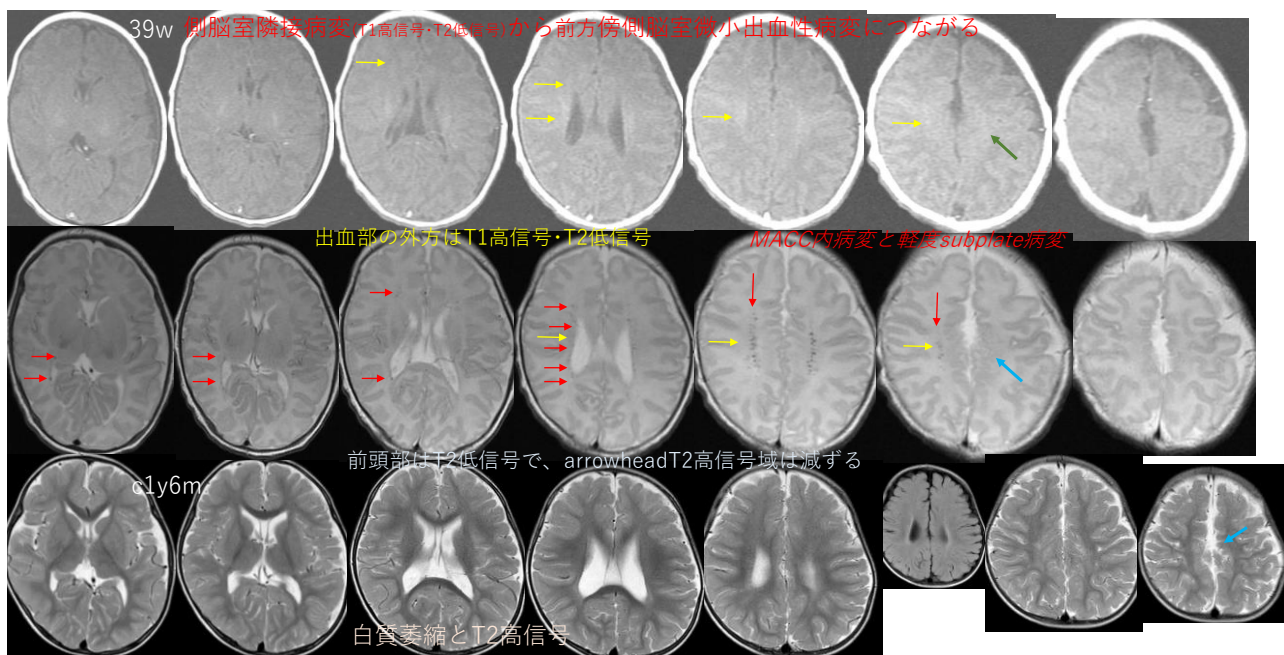 39w 側脳室隣接病変(T1高信号・T2低信号)から前方傍側脳室微小出血性病変につながる
出血部の外方はT1高信号・T2低信号
MACC内病変と軽度subplate病変
前頭部はT2低信号で、arrowheadT2高信号域は減ずる
c1y6m
白質萎縮とT2高信号